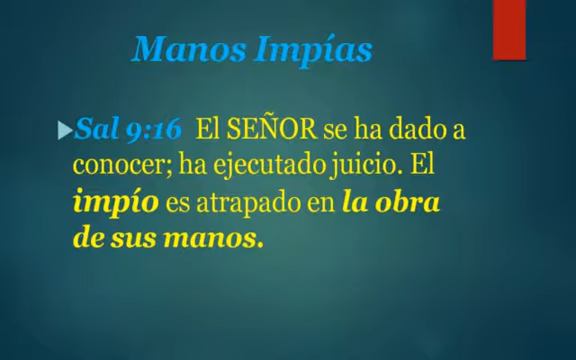 Manos Impías
Sal 9:16 El SEÑOR se ha dado a
conocer; ha ejecutado juicio. El
impío es atrapado en la obra
de sus manos.